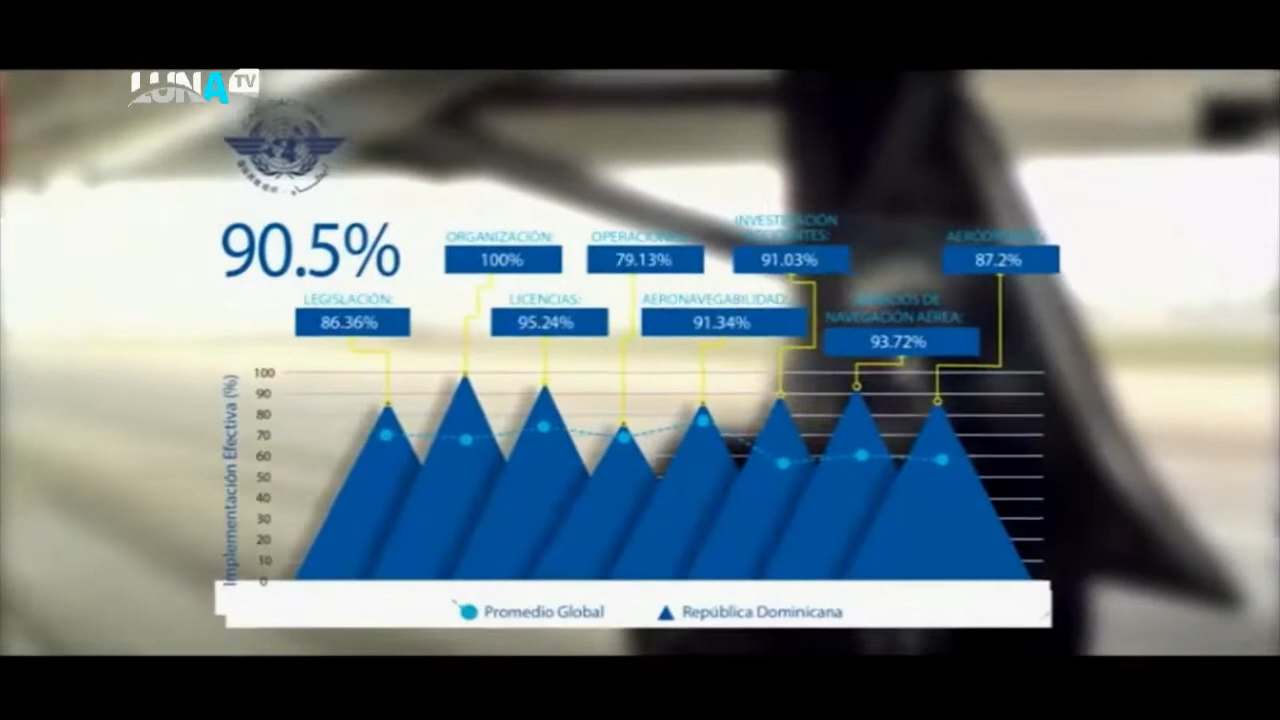 LUNA TV
90.5%
ORGANIZACIÓN:
100%
79.13%
91.03%
87.2%
LEGISLACIÓN:
86.36%
LICENCIAS:
95.24%
AERONAVEGABILIDAD:
91.34%
DE
NAVEGACIÓN AÉREA:
93.72%
Implementación Efectiva (%)
100
90
80
70
60
50
40
30
20
10
0
Promedio Global
República Dominicana